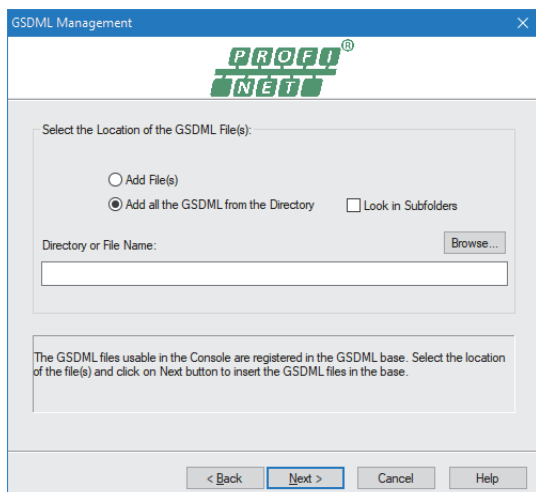 GSDML Management
PROFI®
NET
Select the Location of the GSDML File(s):
Add File(s)
Add all the GSDML from the Directory Look in Subfolders
Directory or File Name: Browse...
The GSDML files usable in the Console are registered in the GSDML base. Select the location
of the file(s) and click on Next button to insert the GSDML files in the base.
< Back Next > Cancel Help